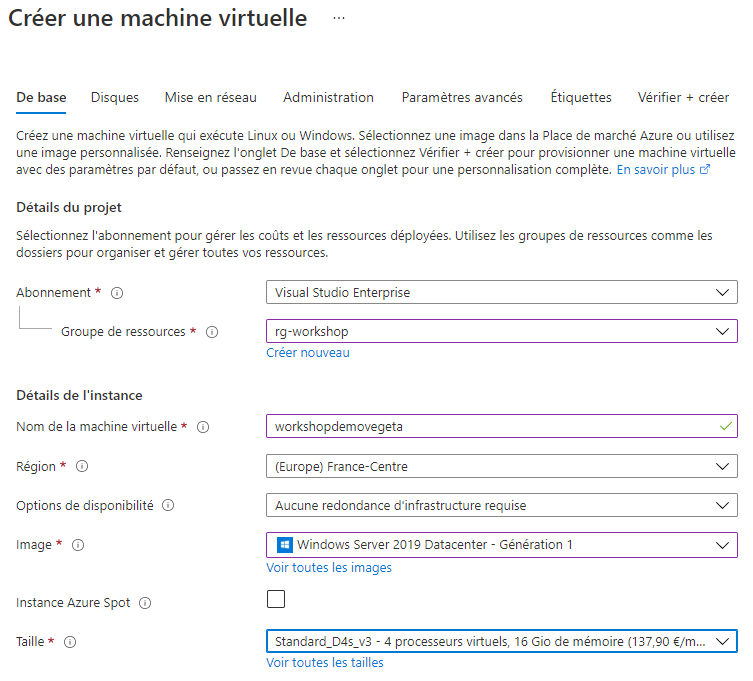 Créer une machine virtuelle ...
De base Disques Mise en réseau Administration Paramètres avancés Étiquettes Vérifier + créer
Créez une machine virtuelle qui exécute Linux ou Windows. Sélectionnez une image dans la Place de marché Azure ou utilisez
une image personnalisée. Renseignez l'onglet De base et sélectionnez Vérifier + créer pour provisionner une machine virtuelle
avec des paramètres par défaut, ou passez en revue chaque onglet pour une personnalisation complète. En savoir plus
Détails du projet
Sélectionnez l'abonnement pour gérer les coûts et les ressources déployées. Utilisez les groupes de ressources comme les
dossiers pour organiser et gérer toutes vos ressources.
Abonnement * Visual Studio Enterprise
Groupe de ressources * rg-workshop
Créer nouveau
Détails de l'instance
Nom de la machine virtuelle * workshopdemovegeta
Région * (Europe) France-Centre
Options de disponibilité Aucune redondance d'infrastructure requise
Image * Windows Server 2019 Datacenter - Génération 1
Voir toutes les images
Instance Azure Spot
Taille * Standard_D4s_v3 - 4 processeurs virtuels, 16 Gio de mémoire (137,90 €/m...
Voir toutes les tailles